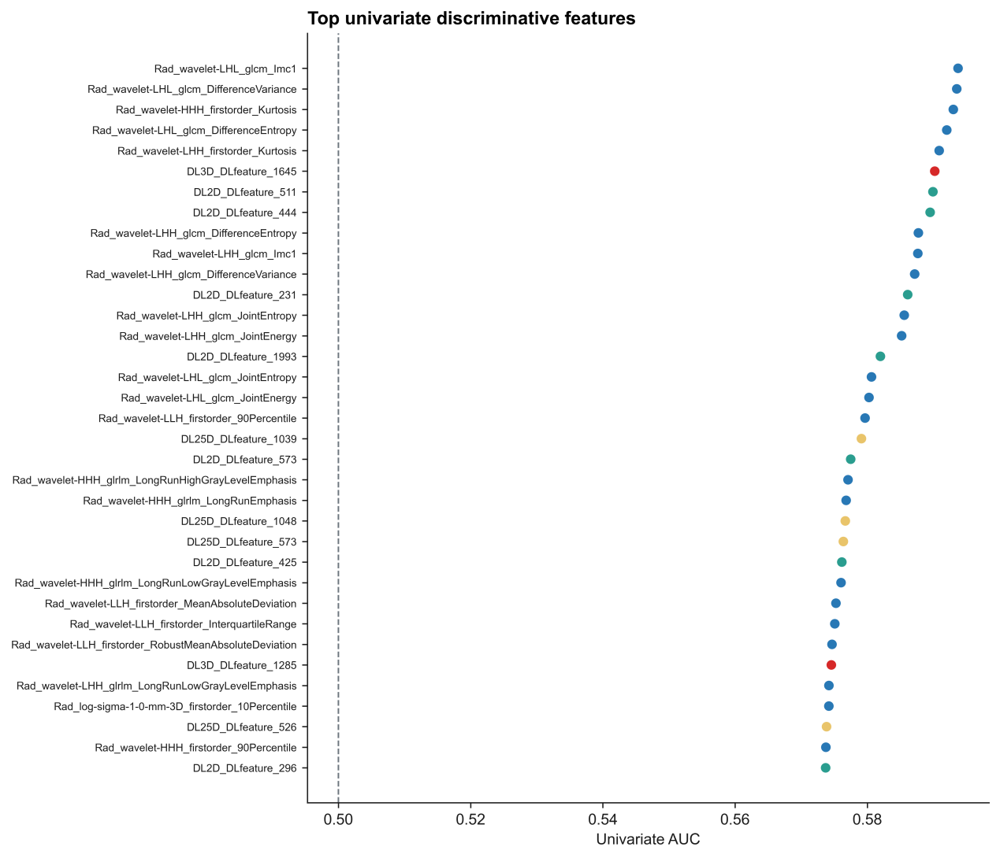 Top univariate discriminative features
Rad_wavelet-LHL_glcm_Imc1
Rad_wavelet-LHL_glcm_DifferenceVariance
Rad_wavelet-HHH_firstorder_Kurtosis
Rad_wavelet-LHL_glcm_DifferenceEntropy
Rad_wavelet-LHH_firstorder_Kurtosis
DL3D_DLfeature_1645
DL2D_DLfeature_511
DL2D_DLfeature_444
Rad_wavelet-LHH_glcm_DifferenceEntropy
Rad_wavelet-LHH_glcm_Imc1
Rad_wavelet-LHH_glcm_DifferenceVariance
DL2D_DLfeature_231
Rad_wavelet-LHH_glcm_JointEntropy
Rad_wavelet-LHH_glcm_JointEnergy
DL2D_DLfeature_1993
Rad_wavelet-LHL_glcm_JointEntropy
Rad_wavelet-LHL_glcm_JointEnergy
Rad_wavelet-LLH_firstorder_90Percentile
DL25D_DLfeature_1039
DL2D_DLfeature_573
Rad_wavelet-HHH_glrlm_LongRunHighGrayLevelEmphasis
Rad_wavelet-HHH_glrlm_LongRunEmphasis
DL25D_DLfeature_1048
DL25D_DLfeature_573
DL2D_DLfeature_425
Rad_wavelet-HHH_glrlm_LongRunLowGrayLevelEmphasis
Rad_wavelet-LLH_firstorder_MeanAbsoluteDeviation
Rad_wavelet-LLH_firstorder_InterquartileRange
Rad_wavelet-LLH_firstorder_RobustMeanAbsoluteDeviation
DL3D_DLfeature_1285
Rad_wavelet-LHH_glrlm_LongRunLowGrayLevelEmphasis
Rad_log-sigma-1-0-mm-3D_firstorder_10Percentile
DL25D_DLfeature_526
Rad_wavelet-HHH_firstorder_90Percentile
DL2D_DLfeature_296
0.50 0.52 0.54 0.56 0.58
Univariate AUC